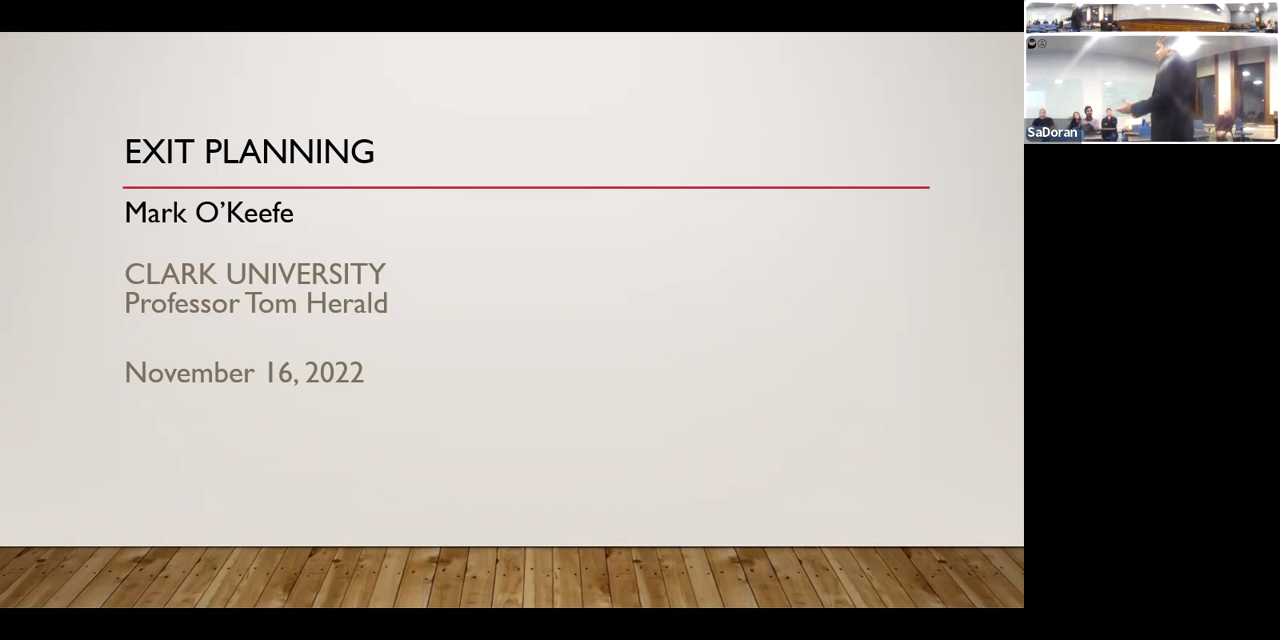 EXIT PLANNING
Mark O’Keefe
CLARK UNIVERSITY
Professor Tom Herald
November 16, 2022
SaDoran